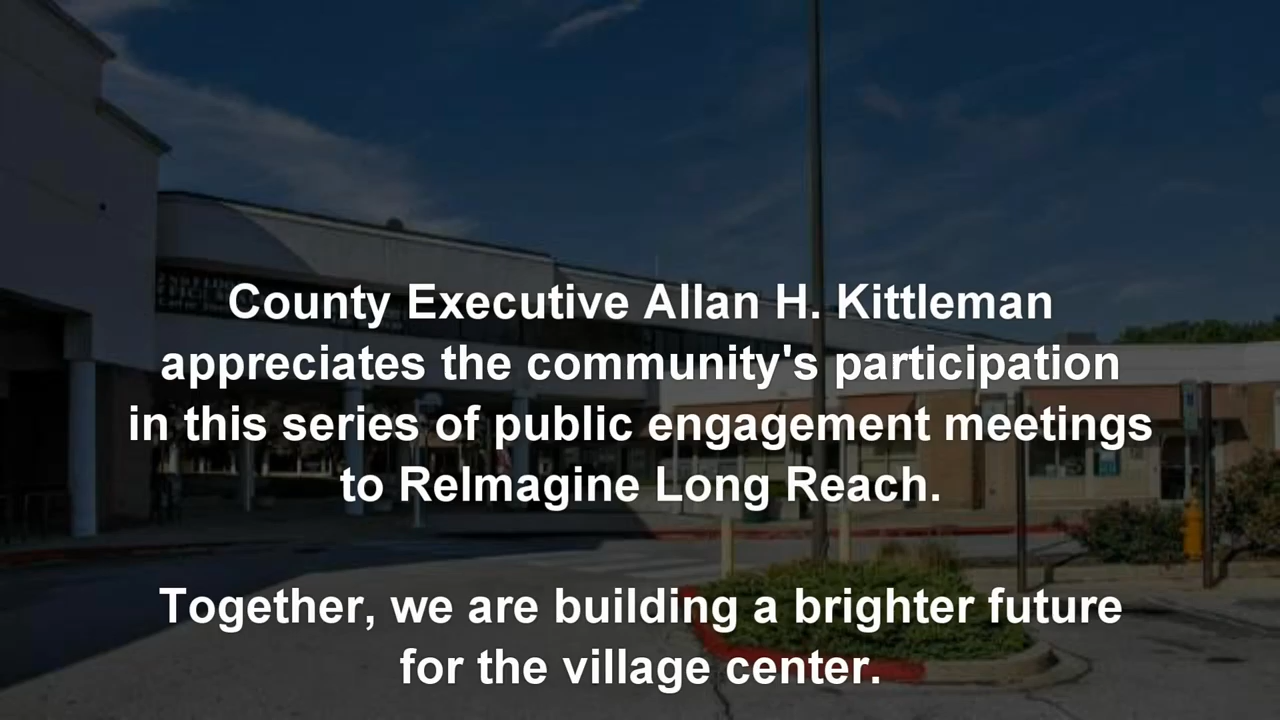 County Executive Allan H. Kittleman
appreciates the community's participation
in this series of public engagement meetings
to ReImagine Long Reach.
Together, we are building a brighter future
for the village center.